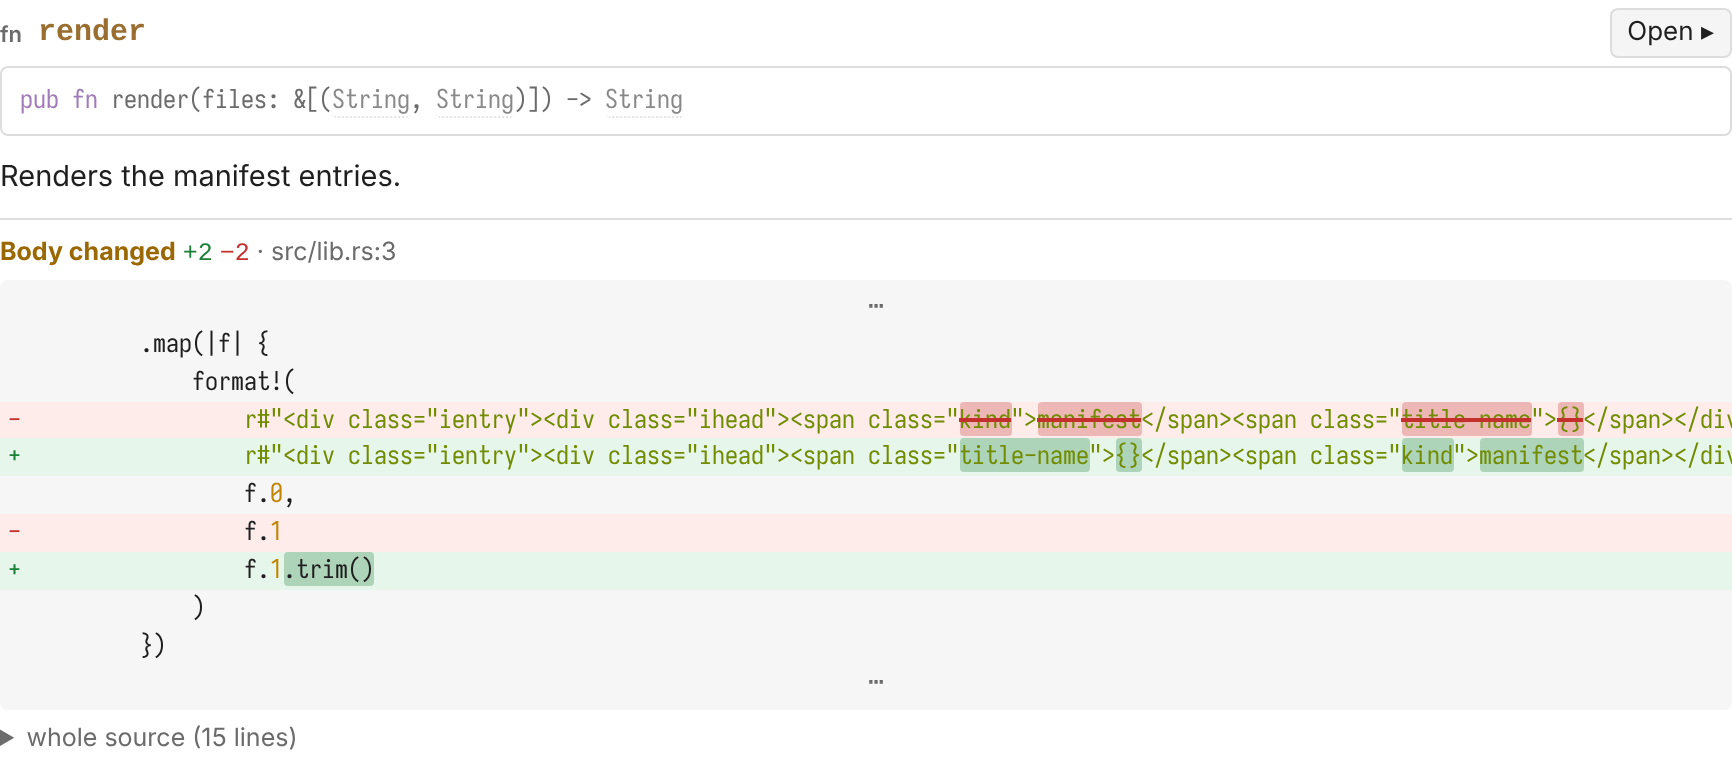 fn render
Open ▸
pub fn render(files: &[(String, String)]) -> String
Renders the manifest entries.
Body changed +2 −2 · src/lib.rs:3
…
.map(|f| {
format!(
− r#"<div class="ientry"><div class="ihead"><span class="kind">manifest</span><span class="title-name">{}</span></div
+ r#"<div class="ientry"><div class="ihead"><span class="title-name">{}</span><span class="kind">manifest</span></div
f.0,
− f.1
+ f.1.trim()
)
})
…
▶ whole source (15 lines)